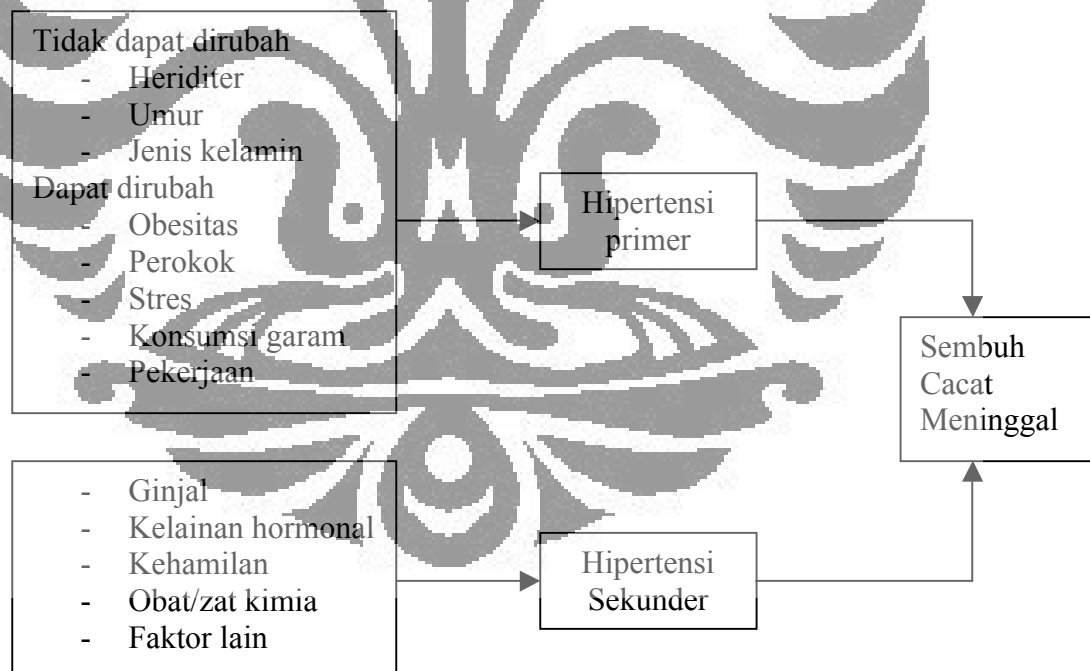 Tidak dapat dirubah
- Heriditer
- Umur
- Jenis kelamin
Dapat dirubah
- Obesitas
- Perokok
- Stres
- Konsumsi garam
- Pekerjaan
Hipertensi
primer
Sembuh
Cacat
Meninggal
- Ginjal
- Kelainan hormonal
- Kehamilan
- Obat/zat kimia
- Faktor lain
Hipertensi
Sekunder